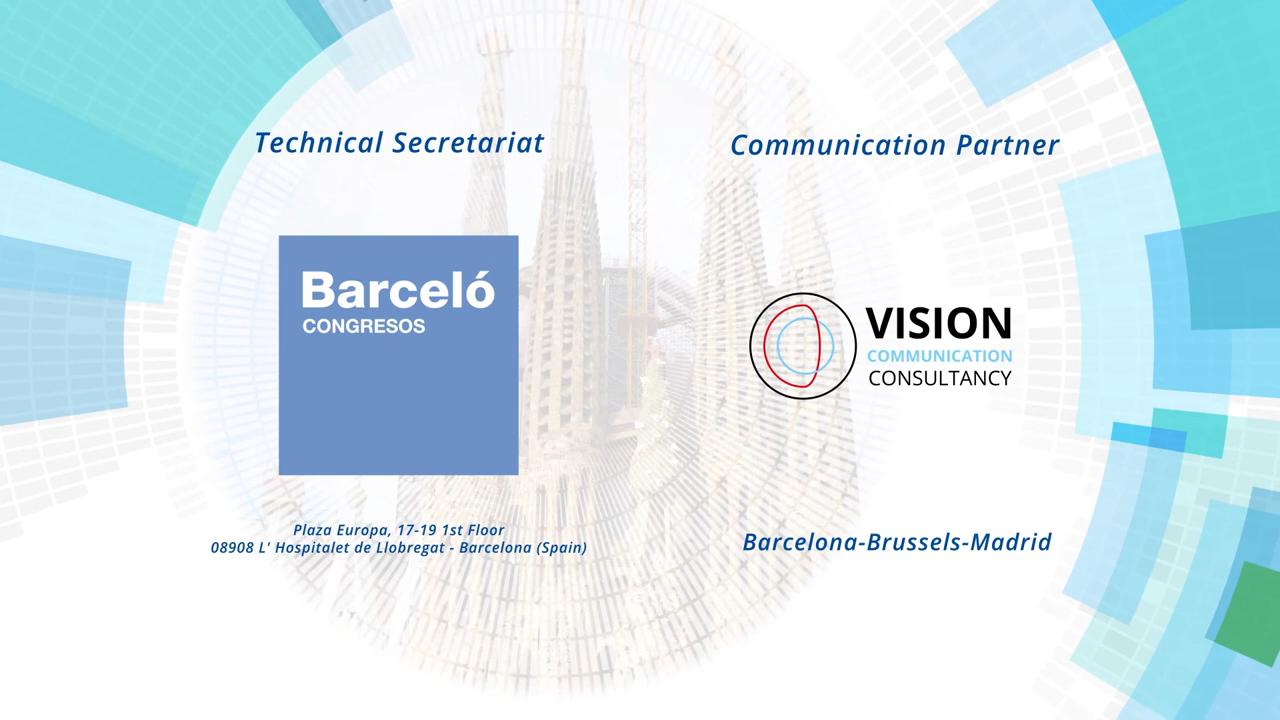 Technical Secretariat
Communication Partner
Barceló
CONGRESOS
VISION
COMMUNICATION
CONSULTANCY
Plaza Europa, 17-19 1st Floor
08908 L' Hospitalet de Llobregat - Barcelona (Spain)
Barcelona-Brussels-Madrid